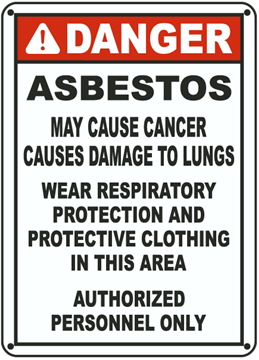 DANGER
ASBESTOS
MAY CAUSE CANCER
CAUSES DAMAGE TO LUNGS
WEAR RESPIRATORY
PROTECTION AND
PROTECTIVE CLOTHING
IN THIS AREA
AUTHORIZED
PERSONNEL ONLY